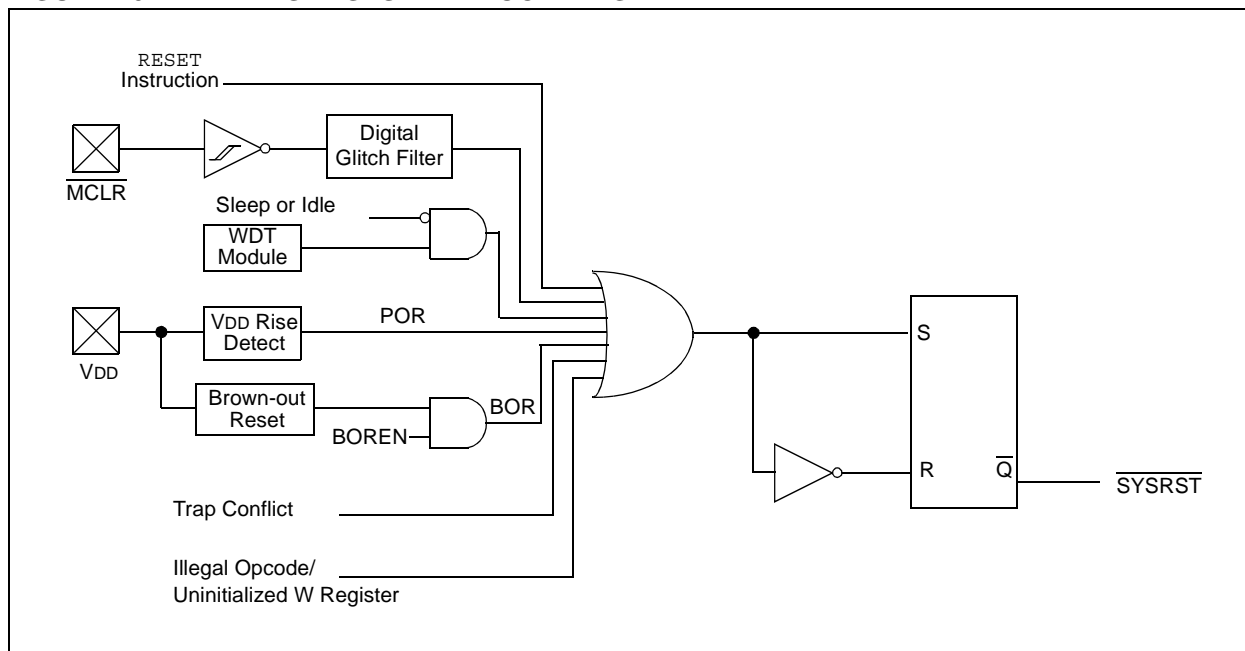 RESET
Instruction
Digital
Glitch Filter
MCLR
Sleep or Idle
WDT
Module
VDD Rise
Detect
POR
VDD
Brown-out
Reset
BOR
BOREN
S
R
Q
SYSRST
Trap Conflict
Illegal Opcode/
Uninitialized W Register